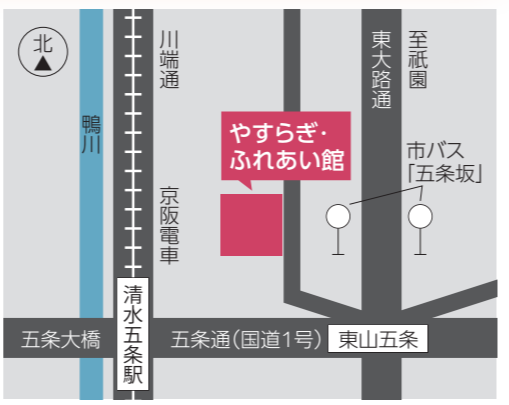 北
川端通
鴨川
京阪電車
やすらぎ・
ふれあい館
東大路通
至祇園
市バス
「五条坂」
五条大橋
清水五条駅
五条通(国道1号)
東山五条